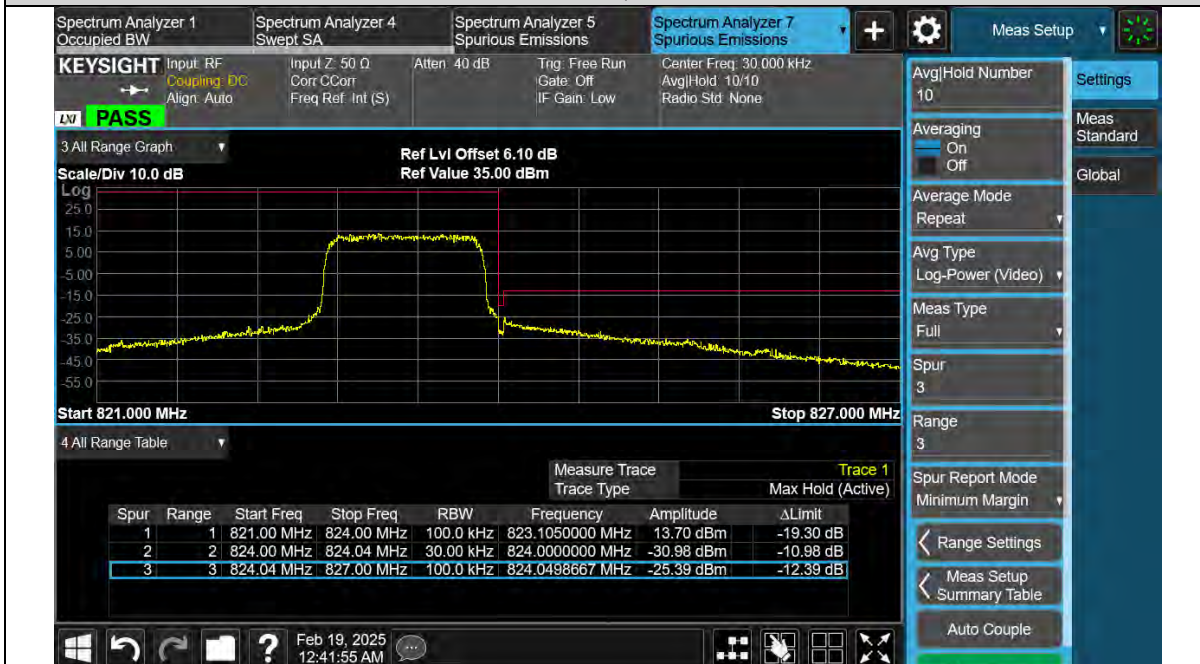 Spectrum Analyzer 1
Occupied BW
Spectrum Analyzer 4
Swept SA
Spectrum Analyzer 5
Spurious Emissions
Spectrum Analyzer 7
Spurious Emissions
+
Meas Setup
KEYSIGHT
LXI
PASS
Input: RF
Coupling: DC
Align: Auto
Input Z: 50 Ω
Corr CCorr
Freq Ref: Int (S)
Atten: 40 dB
Trig: Free Run
Gate: Off
IF Gain: Low
Center Freq: 30.000 kHz
Avg|Hold: 10/10
Radio Std: None
3 All Range Graph
Scale/Div 10.0 dB
Ref Lvl Offset 6.10 dB
Ref Value 35.00 dBm
Log
25.0
15.0
5.00
-5.00
-15.0
-25.0
-35.0
-45.0
-55.0
Start 821.000 MHz
Stop 827.000 MHz
4 All Range Table
Measure Trace Trace 1
Trace Type Max Hold (Active)
Spur Range Start Freq Stop Freq RBW Frequency Amplitude ΔLimit
1 1 821.00 MHz 824.00 MHz 100.0 kHz 823.1050000 MHz 13.70 dBm -19.30 dB
2 2 824.00 MHz 824.04 MHz 30.00 kHz 824.0000000 MHz -30.98 dBm -10.98 dB
3 3 824.04 MHz 827.00 MHz 100.0 kHz 824.0498667 MHz -25.39 dBm -12.39 dB
?
Feb 19, 2025
12:41:55 AM
Avg|Hold Number
10
Averaging
On
Off
Average Mode
Repeat
Avg Type
Log-Power (Video)
Meas Type
Full
Spur
3
Range
3
Spur Report Mode
Minimum Margin
Range Settings
Meas Setup
Summary Table
Auto Couple
Settings
Meas
Standard
Global